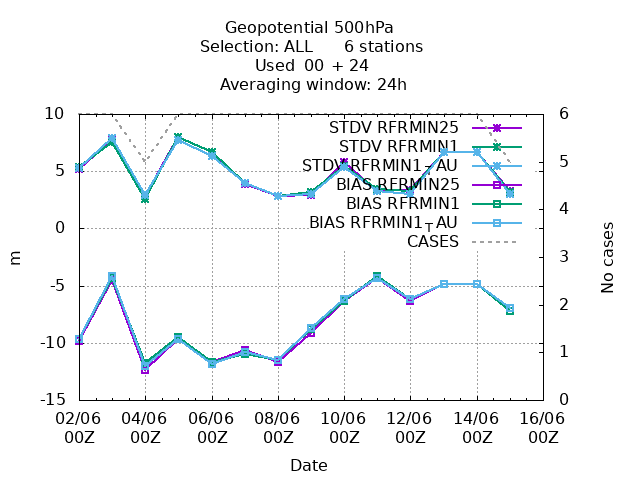 Geopotential 500hPa
Selection: ALL      6 stations
Used  00 + 24
Averaging window: 24h
10
5
0
-5
-10
-15
m
6
5
4
3
2
1
0
No cases
STDV RFRMIN25
STDV RFRMIN1
STDV RFRMIN1_TAU
BIAS RFRMIN25
BIAS RFRMIN1
BIAS RFRMIN1_TAU
CASES
02/06 04/06 06/06 08/06 10/06 12/06 14/06 16/06
00Z 00Z 00Z 00Z 00Z 00Z 00Z 00Z
Date